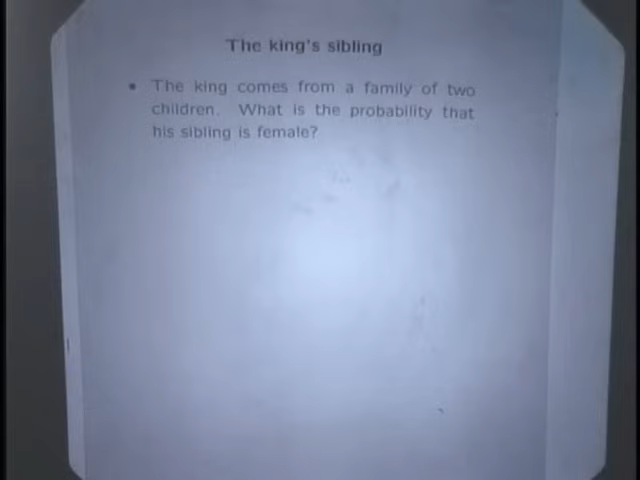 The king's sibling
• The king comes from a family of two
children. What is the probability that
his sibling is female?